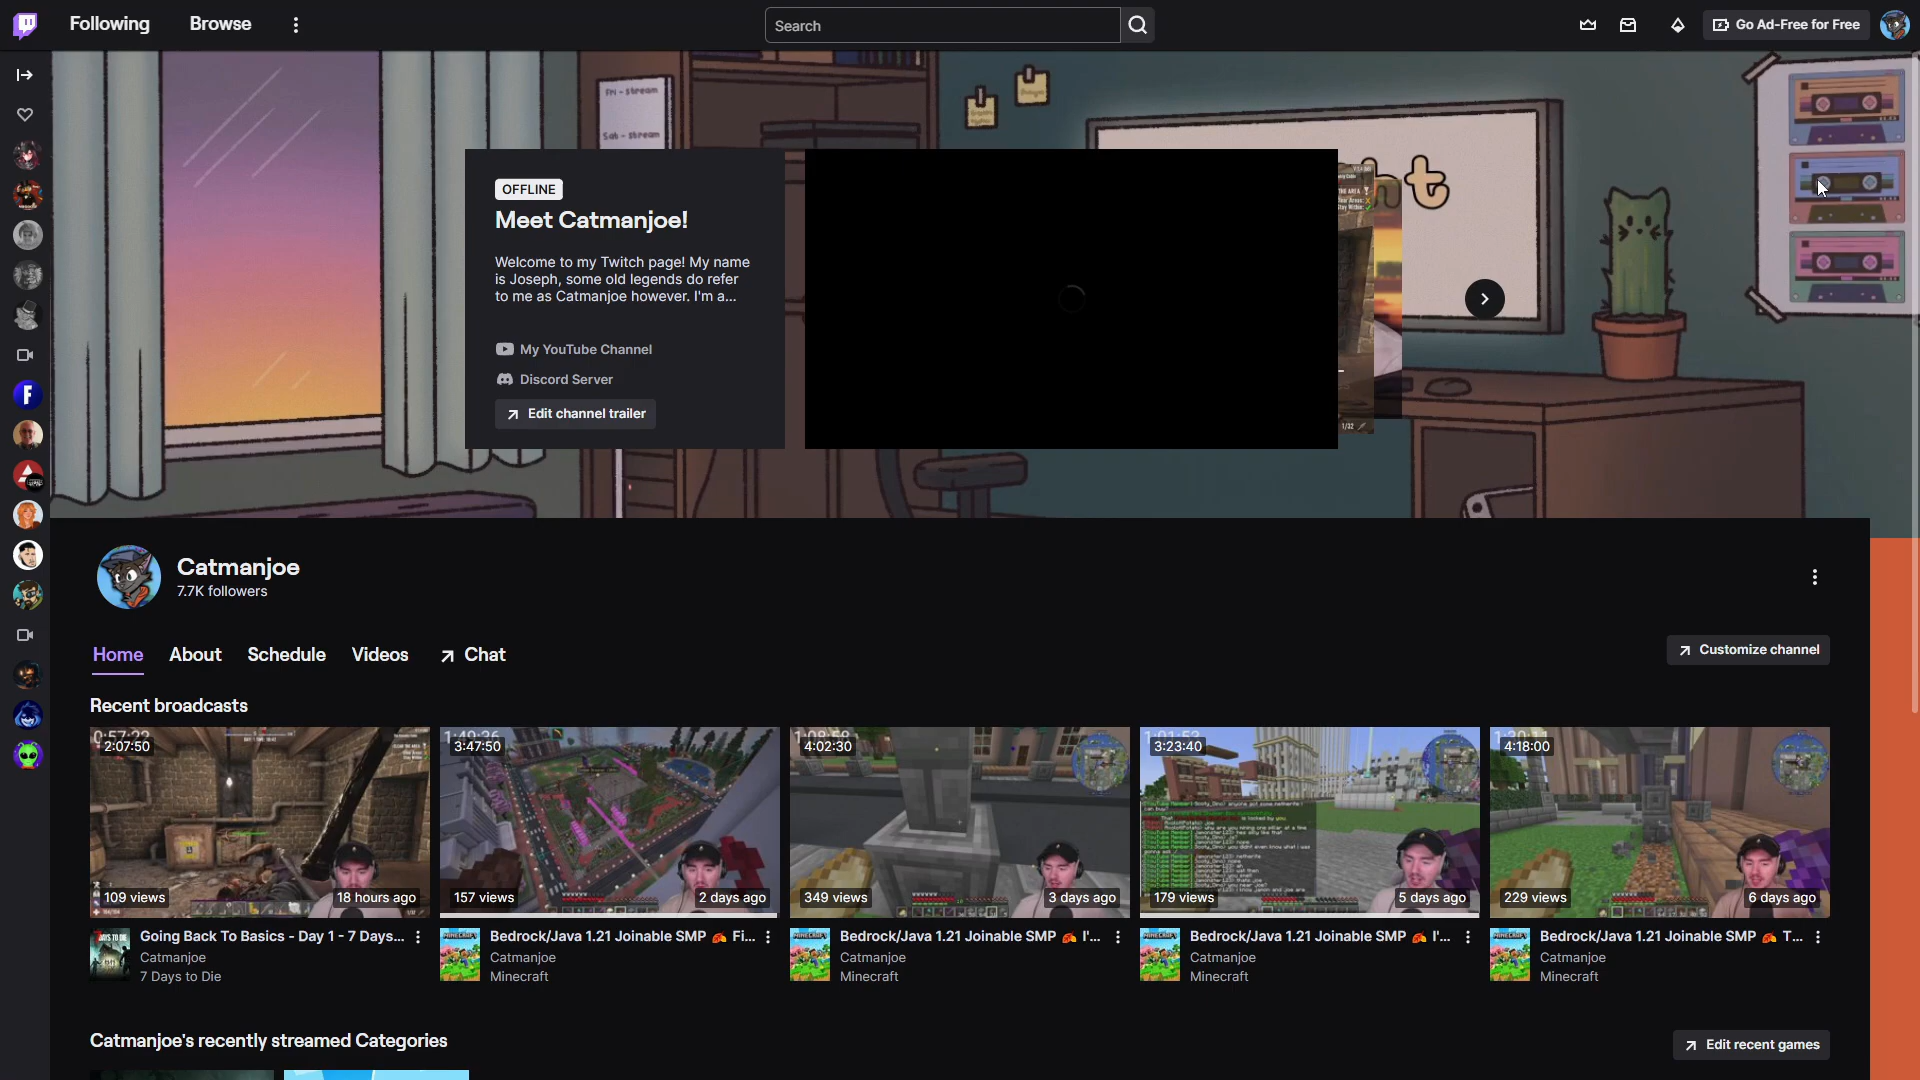 Following
Browse
Search
Go Ad-Free for Free
Fri - stream
Sat - stream
OFFLINE
Meet Catmanjoe!
Welcome to my Twitch page! My name
is Joseph, some old legends do refer
to me as Catmanjoe however. I'm a...
My YouTube Channel
Discord Server
Edit channel trailer
Catmanjoe
7.7K followers
Home
About
Schedule
Videos
Chat
Customize channel
Recent broadcasts
2:07:50
109 views
18 hours ago
3:47:50
157 views
2 days ago
4:02:30
349 views
3 days ago
3:23:40
179 views
5 days ago
4:18:00
229 views
6 days ago
Going Back To Basics - Day 1 - 7 Days...
Catmanjoe
7 Days to Die
Bedrock/Java 1.21 Joinable SMP 🍂 Fi...
Catmanjoe
Minecraft
Bedrock/Java 1.21 Joinable SMP 🍂 I'...
Catmanjoe
Minecraft
Bedrock/Java 1.21 Joinable SMP 🍂 I'...
Catmanjoe
Minecraft
Bedrock/Java 1.21 Joinable SMP 🍂 T...
Catmanjoe
Minecraft
Catmanjoe's recently streamed Categories
Edit recent games